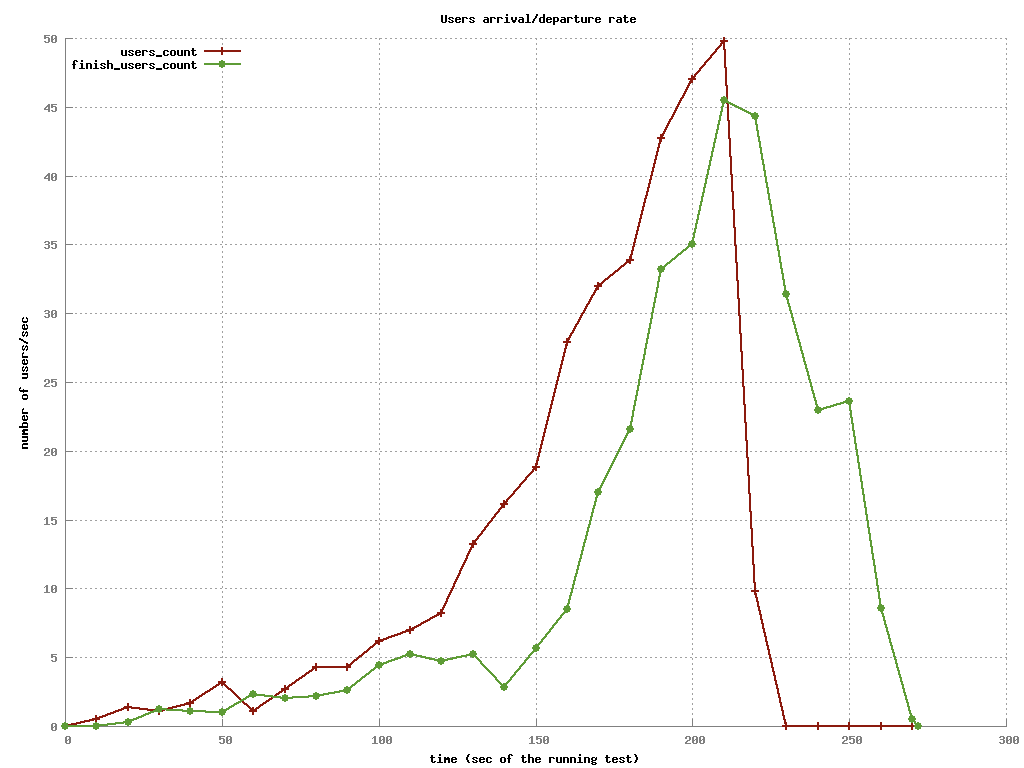 Users arrival/departure rate
users_count
finish_users_count
50
45
40
35
30
25
20
15
10
5
0
number of users/sec
0 50 100 150 200 250 300
time (sec of the running test)